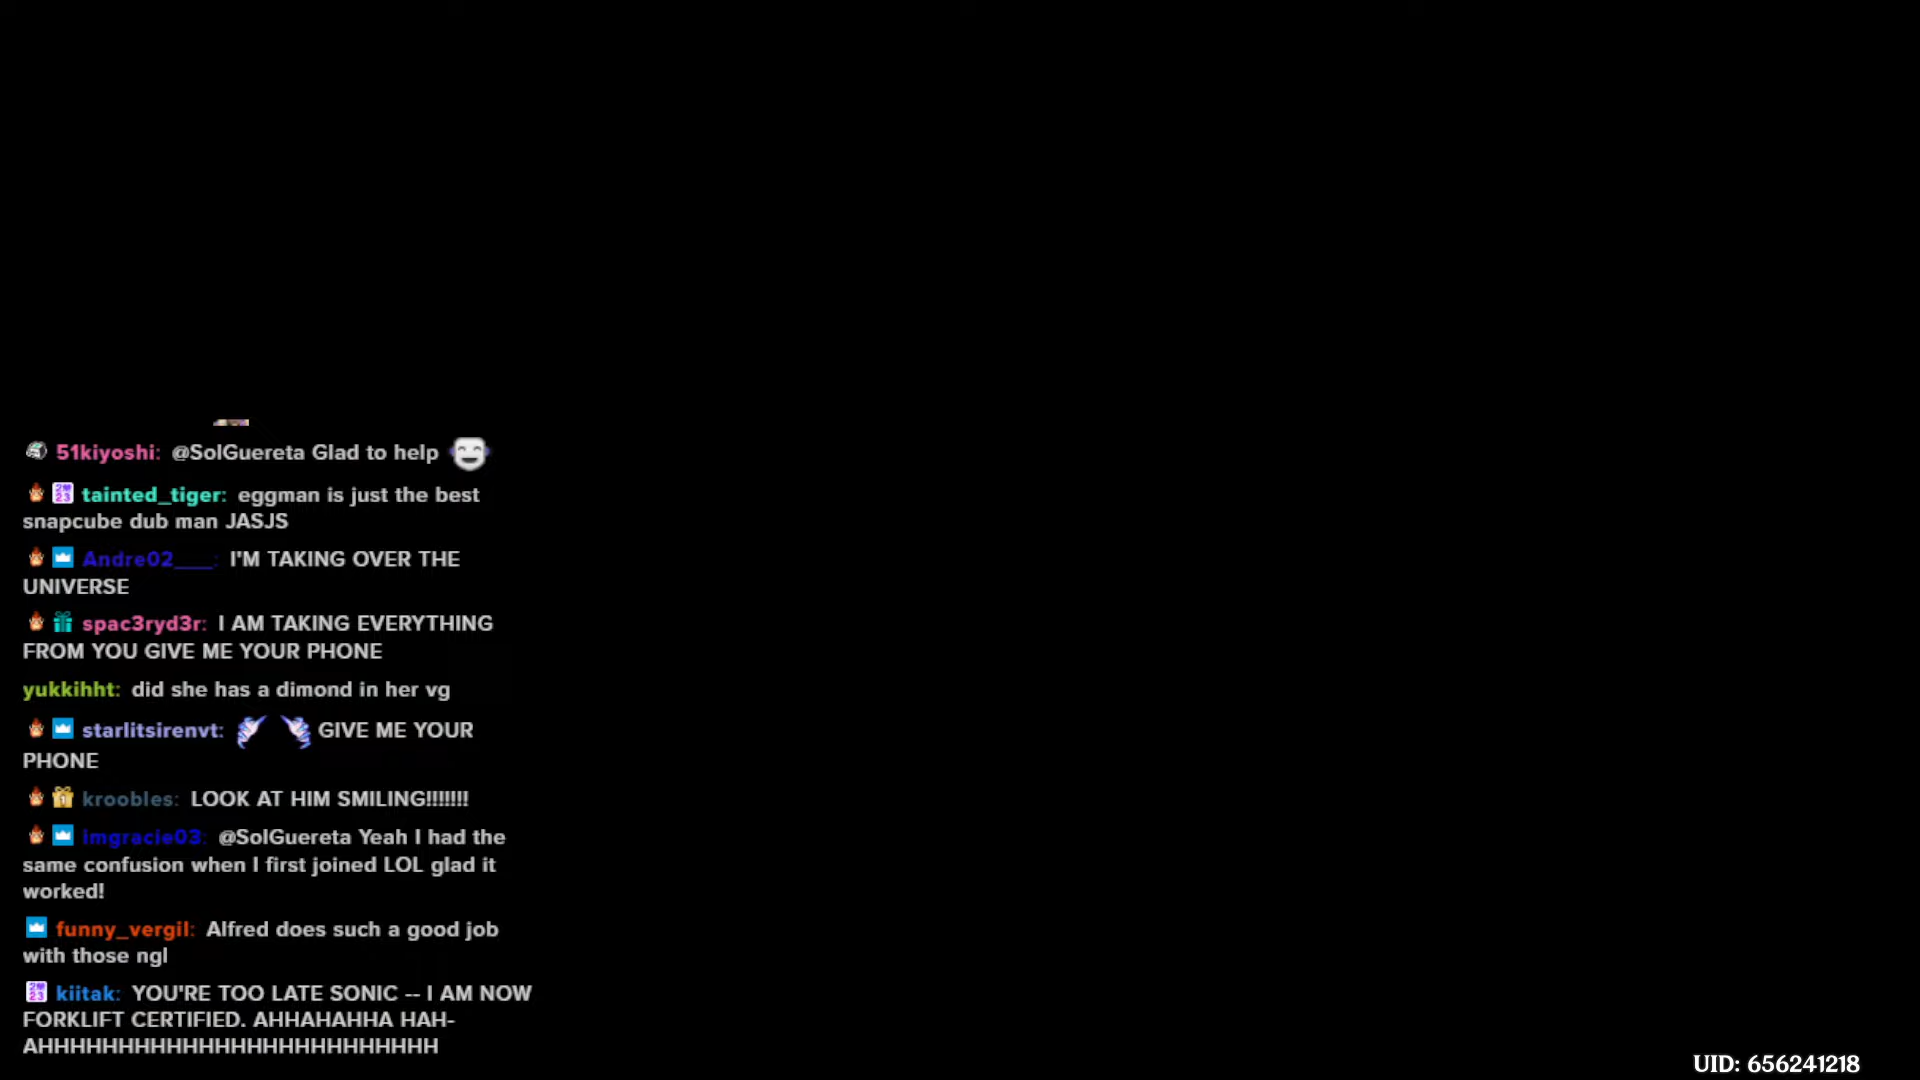 51kiyoshi: @SolGuereta Glad to help
tainted_tiger: eggman is just the best
snapcube dub man JASJS
Andre02___: I'M TAKING OVER THE
UNIVERSE
spac3ryd3r: I AM TAKING EVERYTHING
FROM YOU GIVE ME YOUR PHONE
yukkihht: did she has a dimond in her vg
starlitsirenvt: GIVE ME YOUR
PHONE
kroobles: LOOK AT HIM SMILING!!!!!!!
imgracie03: @SolGuereta Yeah I had the
same confusion when I first joined LOL glad it
worked!
funny_vergil: Alfred does such a good job
with those ngl
kiitak: YOU'RE TOO LATE SONIC -- I AM NOW
FORKLIFT CERTIFIED. AHHAHAHHA HAH-
AHHHHHHHHHHHHHHHHHHHHHHHHH
UID: 656241218